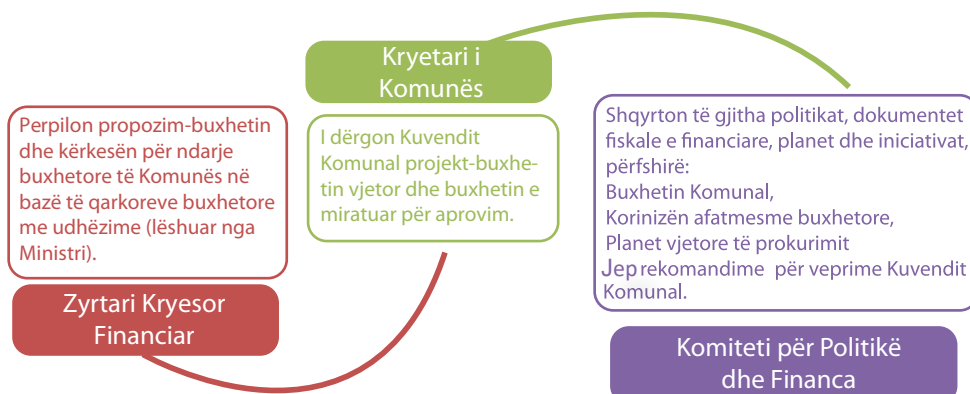 Perpilon propozim-buxhetin
dhe kërkesën për ndarje
buxhetore të Komunës në
bazë të qarkoreve buxhetore
me udhëzime (lëshuar nga
Ministri).
Zyrtari Kryesor
Financiar
Kryetari i
Komunës
I dërgon Kuvendit
Komunal projekt-buxhe-
tin vjetor dhe buxhetin e
miratuar për aprovim.
Shqyrton të gjitha politikat, dokumentet
fiskale e financiare, planet dhe iniciativat,
përfshirë:
Buxhetin Komunal,
Korinizën afatmesme buxhetore,
Planet vjetore të prokurimit
Jep rekomandime për veprime Kuvendit
Komunal.
Komiteti për Politikë
dhe Financa